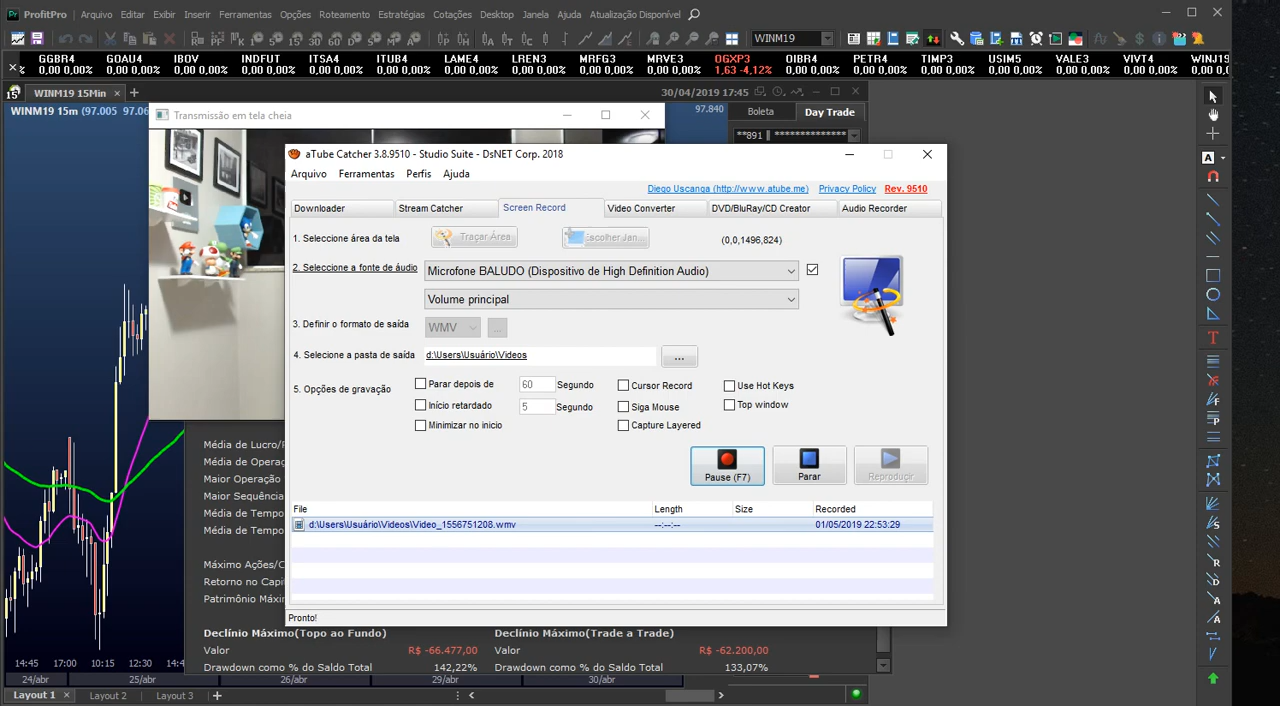 ProfitPro Arquivo Editar Exibir Inserir Ferramentas Opções Roteamento Estratégias Cotações Desktop Janela Ajuda Atualização Disponível
WINM19
GGBR4 GOAU4 IBOV INDFUT ITSA4 ITUB4 LAME4 LREN3 MRFG3 MRVE3 OGXP3 OIBR4 PETR4 TIMP3 USIM5 VALE3 VIVT4 WINJ19
0,00 0,00% 0,00 0,00% 0,00 0,00% 0,00 0,00% 0,00 0,00% 0,00 0,00% 0,00 0,00% 0,00 0,00% 0,00 0,00% 0,00 0,00% 1,63 -4,12% 0,00 0,00% 0,00 0,00% 0,00 0,00% 0,00 0,00% 0,00 0,00% 0,00 0,00% 0,00 0,00%
WINM19 15Min 30/04/2019 17:45
WINM19 15m (97.005 97.06 97.840 Boleta Day Trade
Transmissão em tela cheia
**891 || **************
aTube Catcher 3.8.9510 - Studio Suite - DsNET Corp. 2018
Arquivo Ferramentas Perfis Ajuda
Diego Uscanga (http://www.atube.me) Privacy Policy Rev. 9510
Downloader Stream Catcher Screen Record Video Converter DVD/BluRay/CD Creator Audio Recorder
1. Seleccione área da tela Traçar Área Escolher Jan... (0,0,1496,824)
2. Seleccione a fonte de áudio Microfone BALUDO (Dispositivo de High Definition Audio)
Volume principal
3. Definir o formato de saída WMV ...
4. Selecione a pasta de saída d:\Users\Usuário\Videos ...
5. Opções de gravação Parar depois de 60 Segundo Cursor Record Use Hot Keys
Início retardado 5 Segundo Siga Mouse Top window
Minimizar no inicio Capture Layered
Pause (F7) Parar Reproducir
File Length Size Recorded
d:\Users\Usuário\Videos\Video_1556751208.wmv --:--:-- 01/05/2019 22:53:29
Pronto!
Média de Lucro/P
Média de Operaç
Maior Operação
Maior Sequência
Média de Tempo
Média de Tempo
Máximo Ações/C
Retorno no Capit
Patrimônio Máxim
Declínio Máximo(Topo ao Fundo) Declínio Máximo(Trade a Trade)
Valor R$ -66.477,00 Valor R$ -62.200,00
Drawdown como % do Saldo Total 142,22% Drawdown como % do Saldo Total 133,07%
14:45 17:00 10:15 12:30 14:4
24/abr 25/abr 26/abr 29/abr 30/abr
Layout 1 Layout 2 Layout 3